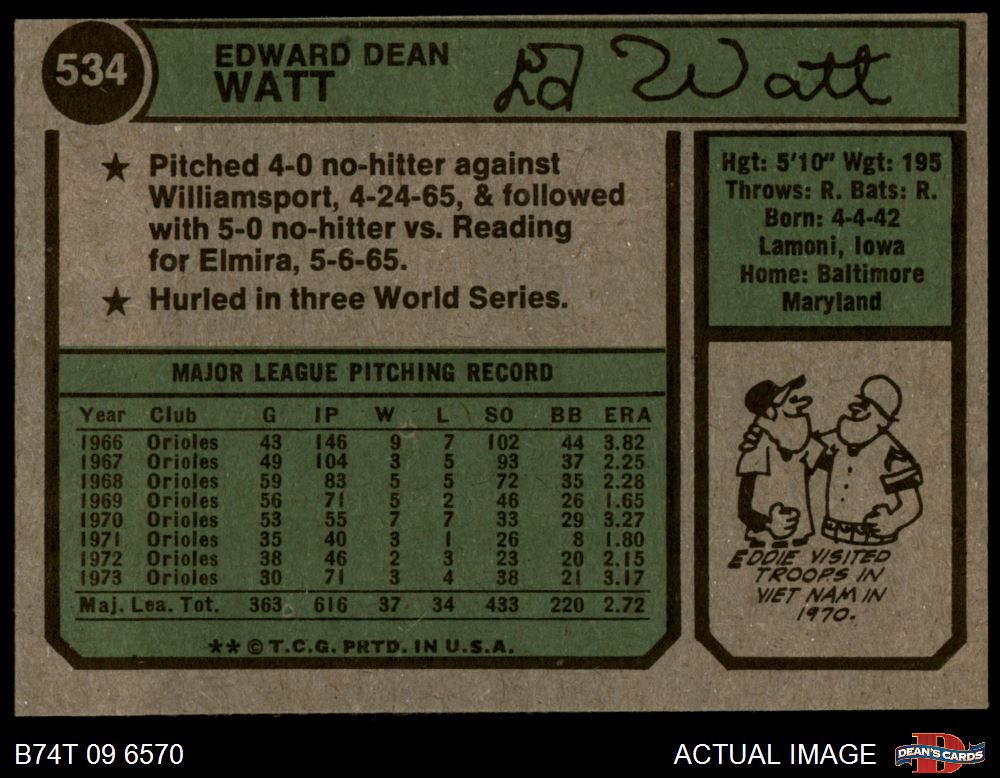 534
EDWARD DEAN
WATT
Ed Watt
★ Pitched 4-0 no-hitter against
Williamsport, 4-24-65, & followed
with 5-0 no-hitter vs. Reading
for Elmira, 5-6-65.
★ Hurled in three World Series.
Hgt: 5'10" Wgt: 195
Throws: R. Bats: R.
Born: 4-4-42
Lamoni, Iowa
Home: Baltimore
Maryland
MAJOR LEAGUE PITCHING RECORD
Year Club G IP W L SO BB ERA
1966 Orioles 43 146 9 7 102 44 3.82
1967 Orioles 49 104 3 5 93 37 2.25
1968 Orioles 59 83 5 5 72 35 2.28
1969 Orioles 56 71 5 2 46 26 1.65
1970 Orioles 53 55 7 7 33 29 3.27
1971 Orioles 35 40 3 1 26 8 1.80
1972 Orioles 38 46 2 3 23 20 2.15
1973 Orioles 30 71 3 4 38 21 3.17
Maj. Lea. Tot. 363 616 37 34 433 220 2.72
** © T.C.G. PRTD. IN U.S.A.
EDDIE VISITED
TROOPS IN
VIET NAM IN
1970.
B74T 09 6570
ACTUAL IMAGE
D
DEAN'S CARDS